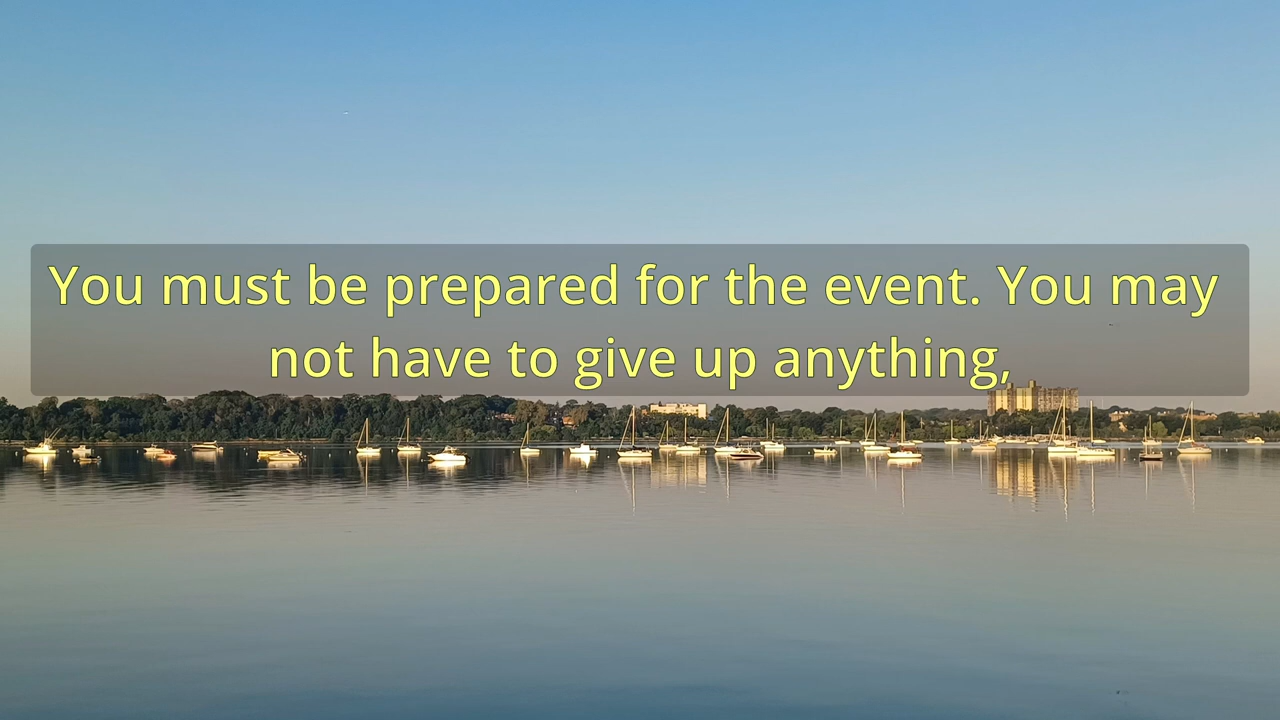 You must be prepared for the event. You may
not have to give up anything,